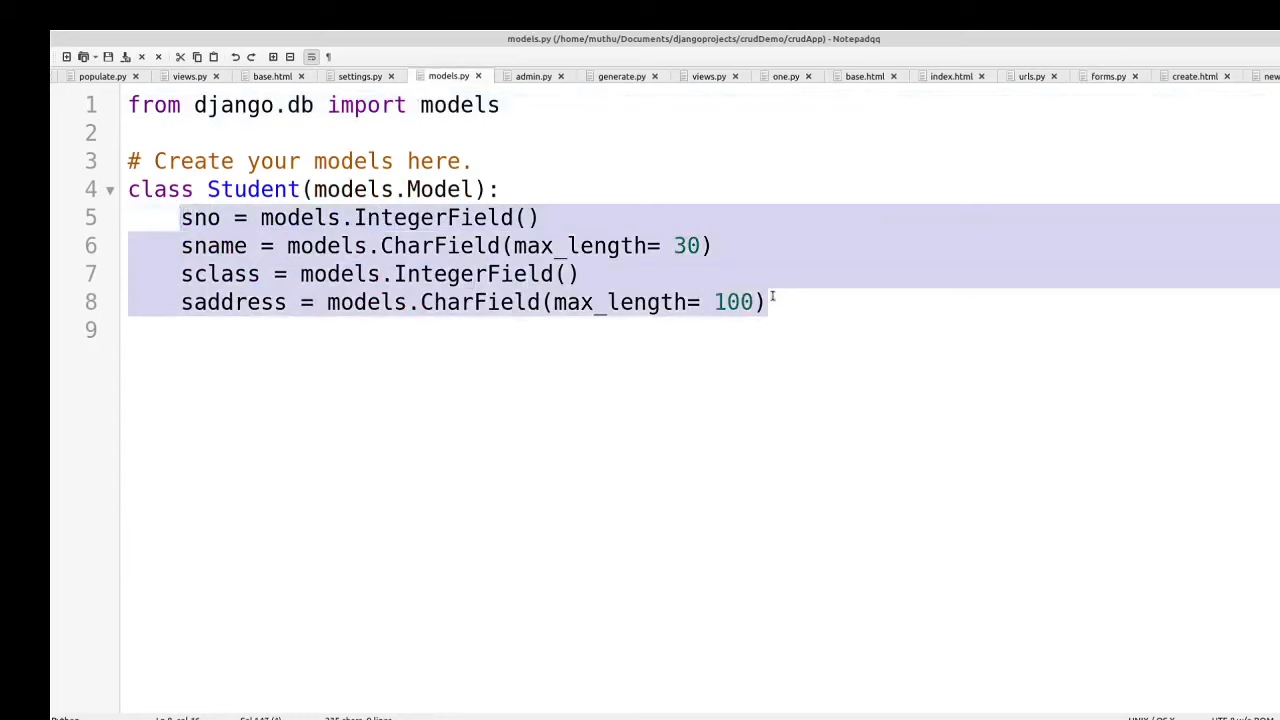 models.py (/home/muthu/Documents/djangoprojects/crudDemo/crudApp) - Notepadqq
populate.py views.py base.html settings.py models.py admin.py generate.py views.py one.py base.html index.html urls.py forms.py create.html new
1 from django.db import models
2
3 # Create your models here.
4 class Student(models.Model):
5 sno = models.IntegerField()
6 sname = models.CharField(max_length= 30)
7 sclass = models.IntegerField()
8 saddress = models.CharField(max_length= 100)
9